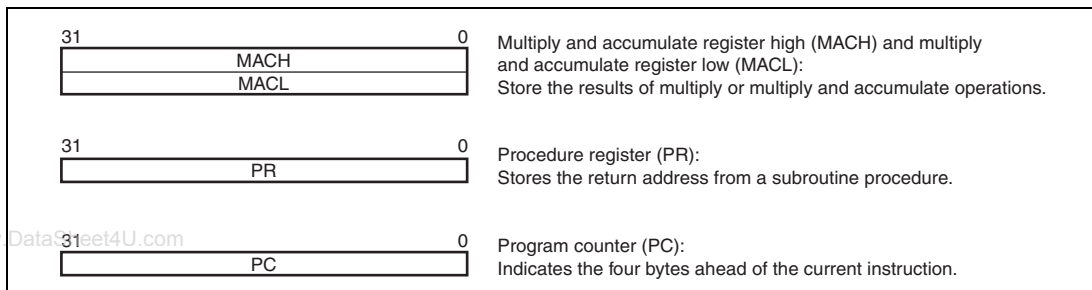 31 0
MACH
MACL
Multiply and accumulate register high (MACH) and multiply
and accumulate register low (MACL):
Store the results of multiply or multiply and accumulate operations.
31 0
PR
Procedure register (PR):
Stores the return address from a subroutine procedure.
.DataSheet4U.com
31 0
PC
Program counter (PC):
Indicates the four bytes ahead of the current instruction.